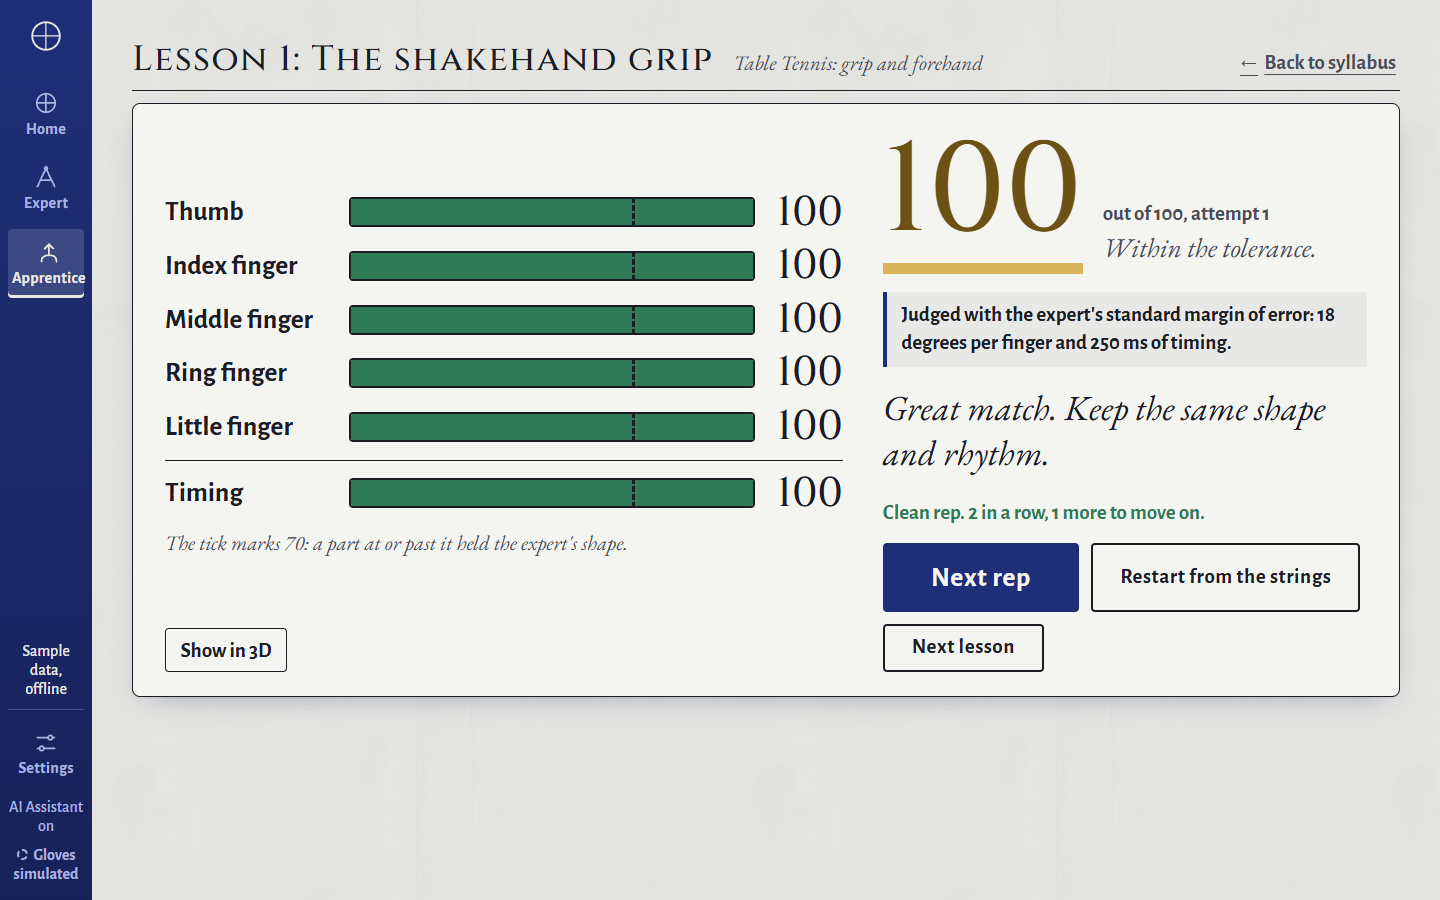 Home
Expert
Apprentice
Sample
data,
offline
Settings
AI Assistant
on
Gloves
simulated
Lesson 1: The shakehand grip
Table Tennis: grip and forehand
← Back to syllabus
Thumb 100
Index finger 100
Middle finger 100
Ring finger 100
Little finger 100
Timing 100
The tick marks 70: a part at or past it held the expert's shape.
Show in 3D
100
out of 100, attempt 1
Within the tolerance.
Judged with the expert's standard margin of error: 18
degrees per finger and 250 ms of timing.
Great match. Keep the same shape
and rhythm.
Clean rep. 2 in a row, 1 more to move on.
Next rep
Restart from the strings
Next lesson